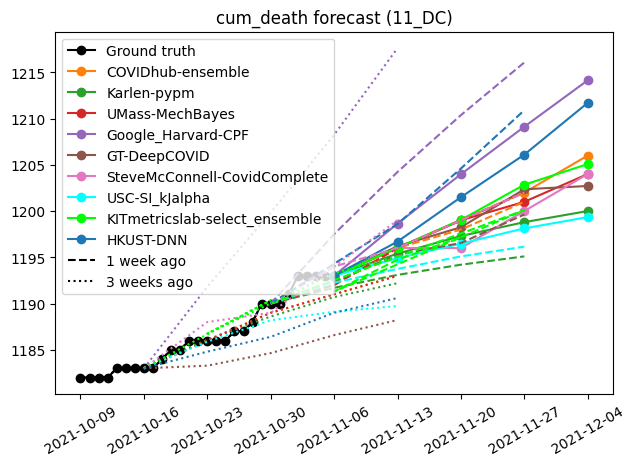 cum_death forecast (11_DC)
1215
1210
1205
1200
1195
1190
1185
Ground truth
COVIDhub-ensemble
Karlen-pypm
UMass-MechBayes
Google_Harvard-CPF
GT-DeepCOVID
SteveMcConnell-CovidComplete
USC-SI_kJalpha
KITmetricslab-select_ensemble
HKUST-DNN
1 week ago
3 weeks ago
2021-10-09
2021-10-16
2021-10-23
2021-10-30
2021-11-06
2021-11-13
2021-11-20
2021-11-27
2021-12-04